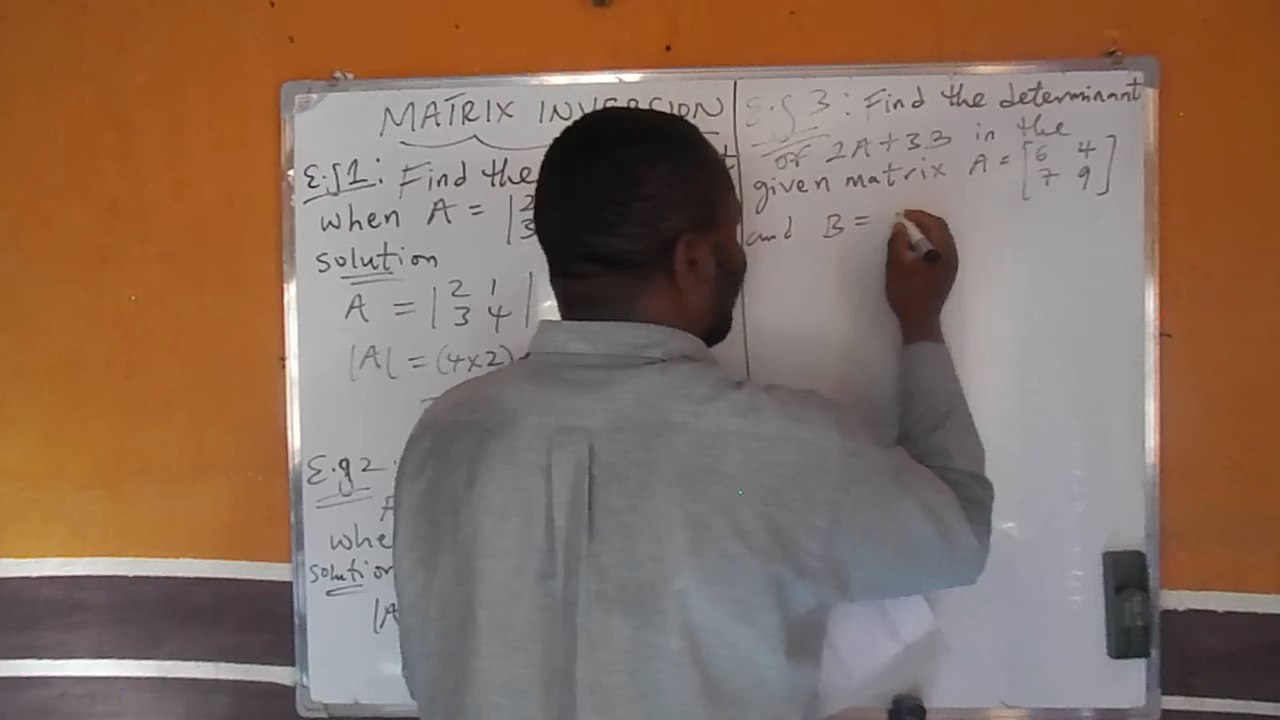 MATRIX INVERSION
E.g 1: Find the
when A = |2
3
solution
A = |2 1|
3 4
|A| = (4x2)
E.g 2
whe
solution
|A
E.g 3: Find the determinant
of 2A+3B in the
given matrix A = [6 4]
7 9
and B =